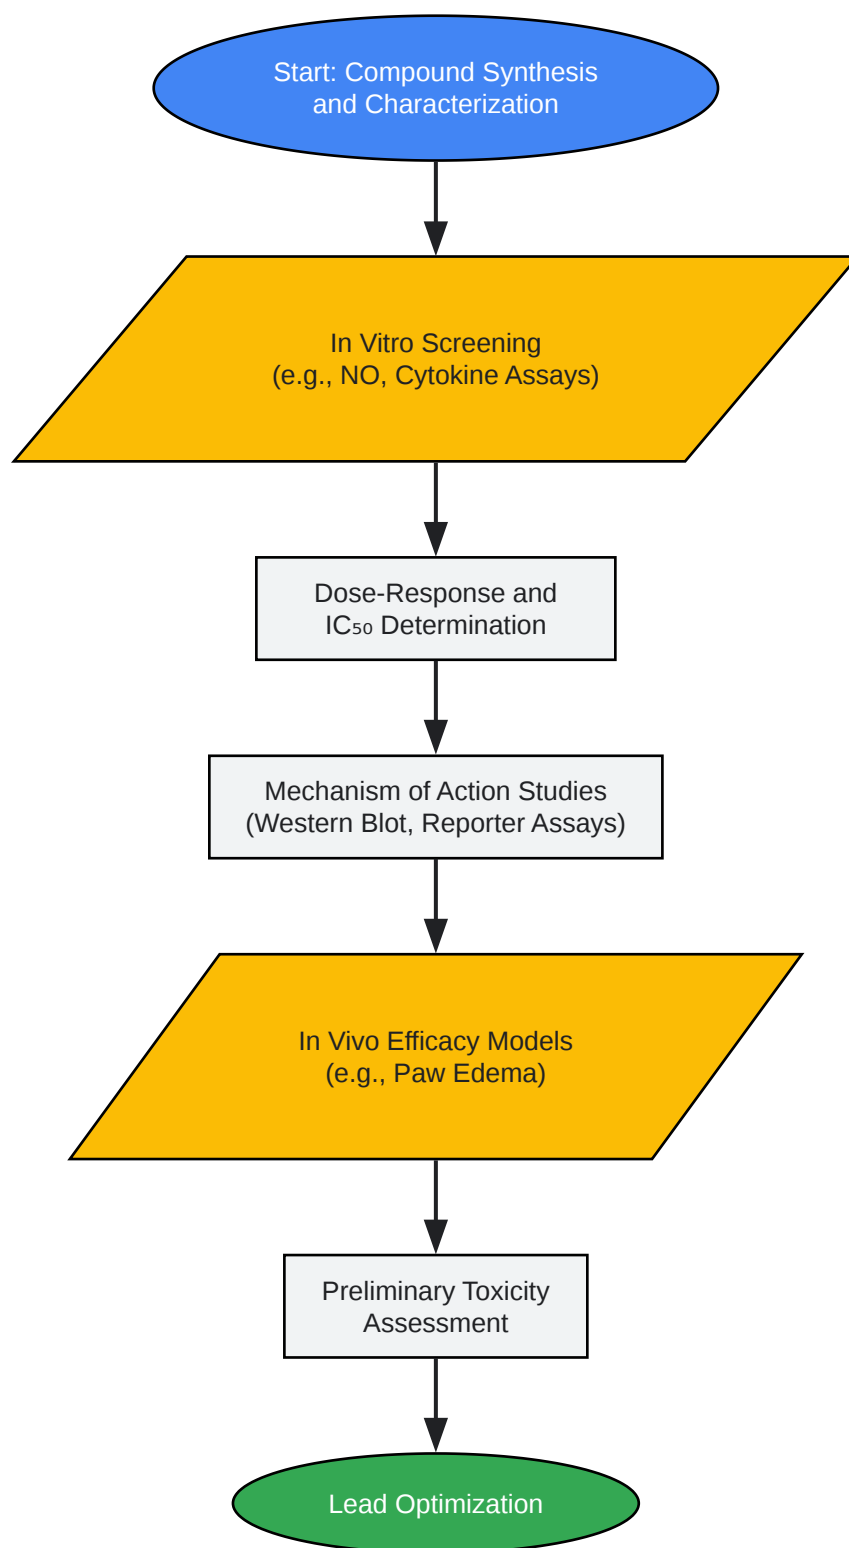 Start: Compound Synthesis
and Characterization
In Vitro Screening
(e.g., NO, Cytokine Assays)
Dose-Response and
IC₅₀ Determination
Mechanism of Action Studies
(Western Blot, Reporter Assays)
In Vivo Efficacy Models
(e.g., Paw Edema)
Preliminary Toxicity
Assessment
Lead Optimization